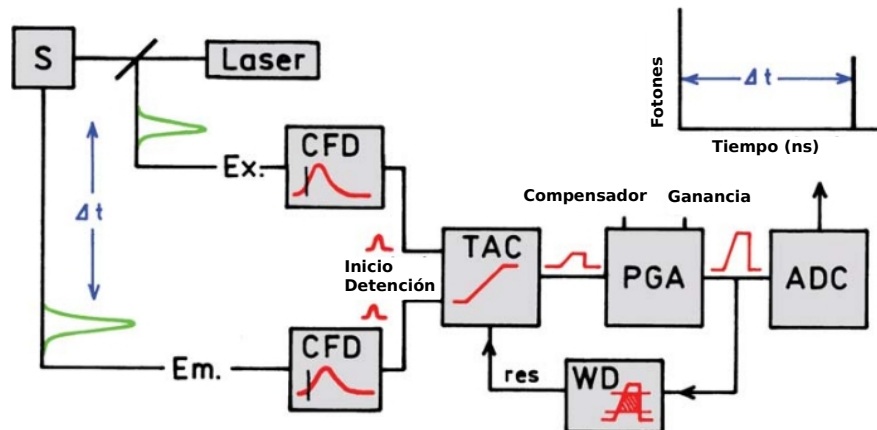 S
Laser
Δt
Fotones
Tiempo (ns)
Δt
Ex.
CFD
Inicio
Detención
TAC
Compensador
Ganancia
PGA
ADC
Em.
CFD
res
WD